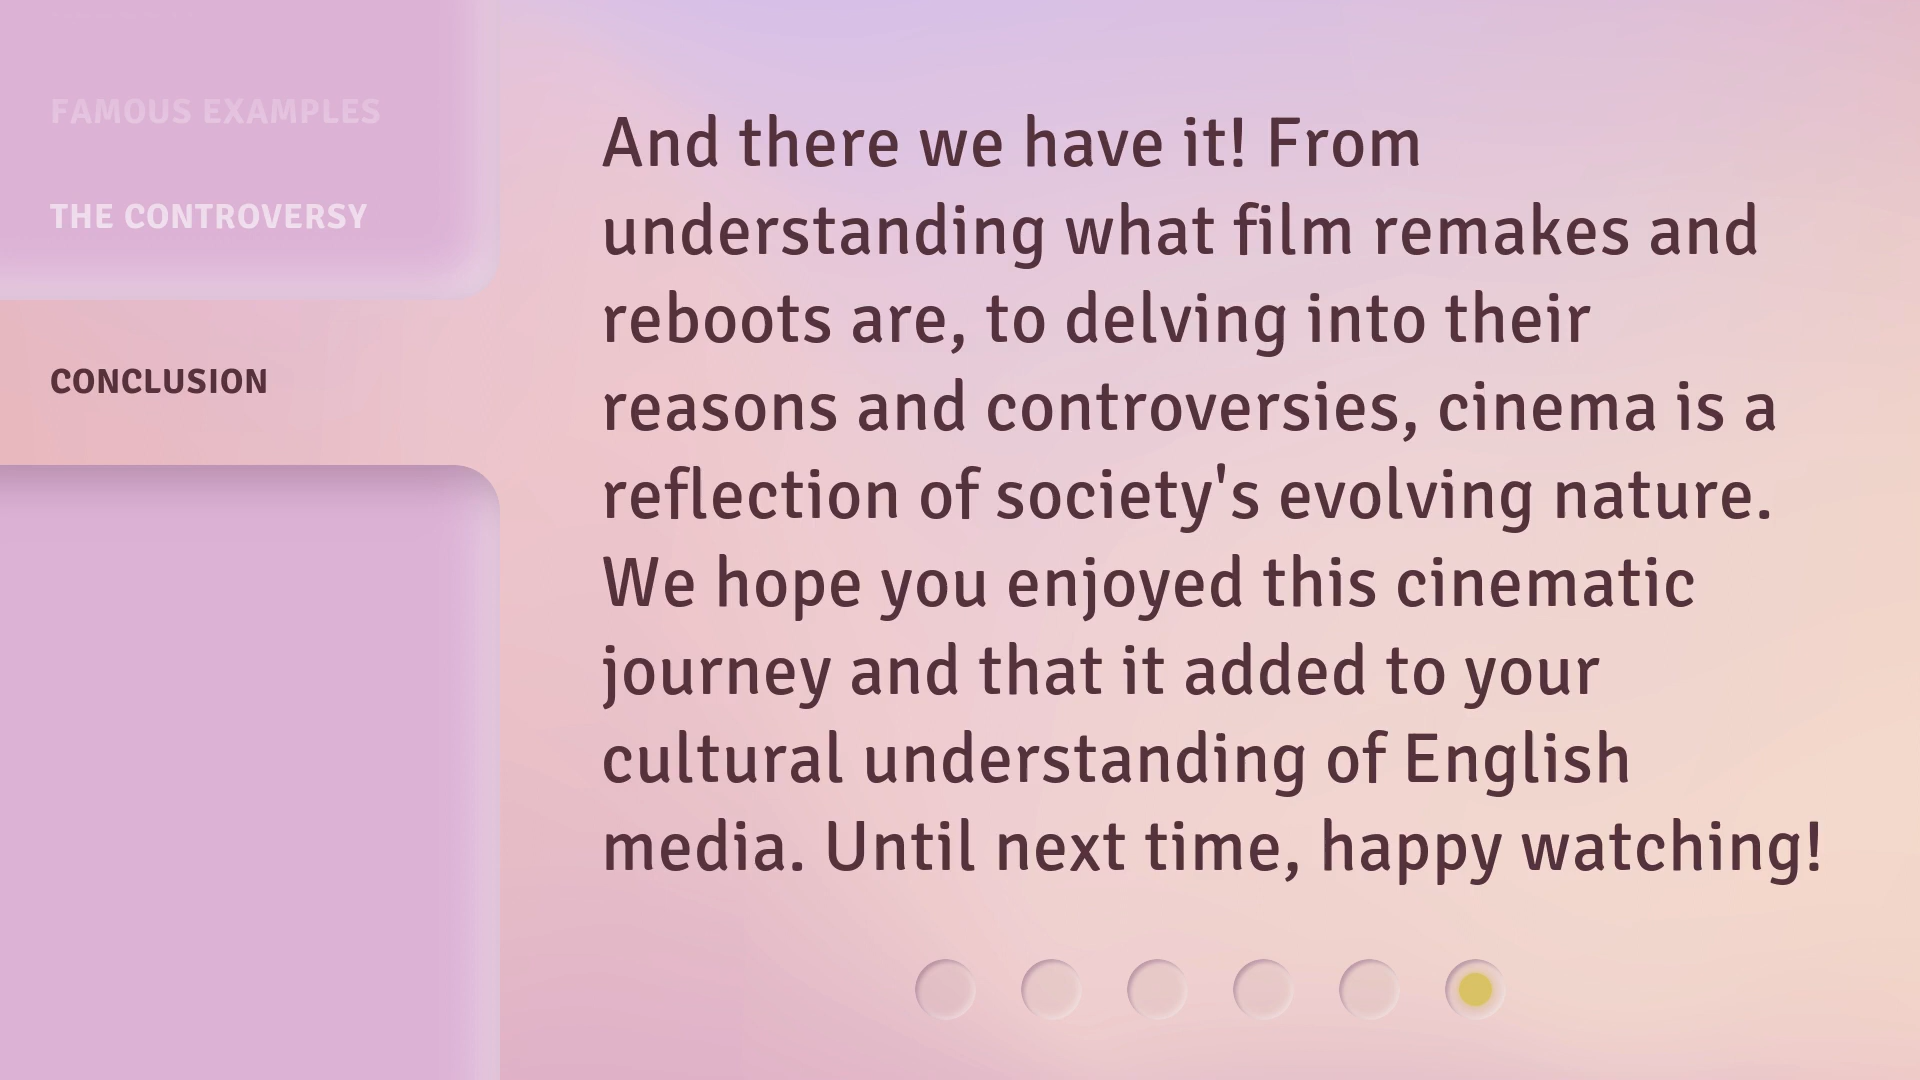 FAMOUS EXAMPLES
THE CONTROVERSY
CONCLUSION
And there we have it! From
understanding what film remakes and
reboots are, to delving into their
reasons and controversies, cinema is a
reflection of society's evolving nature.
We hope you enjoyed this cinematic
journey and that it added to your
cultural understanding of English
media. Until next time, happy watching!